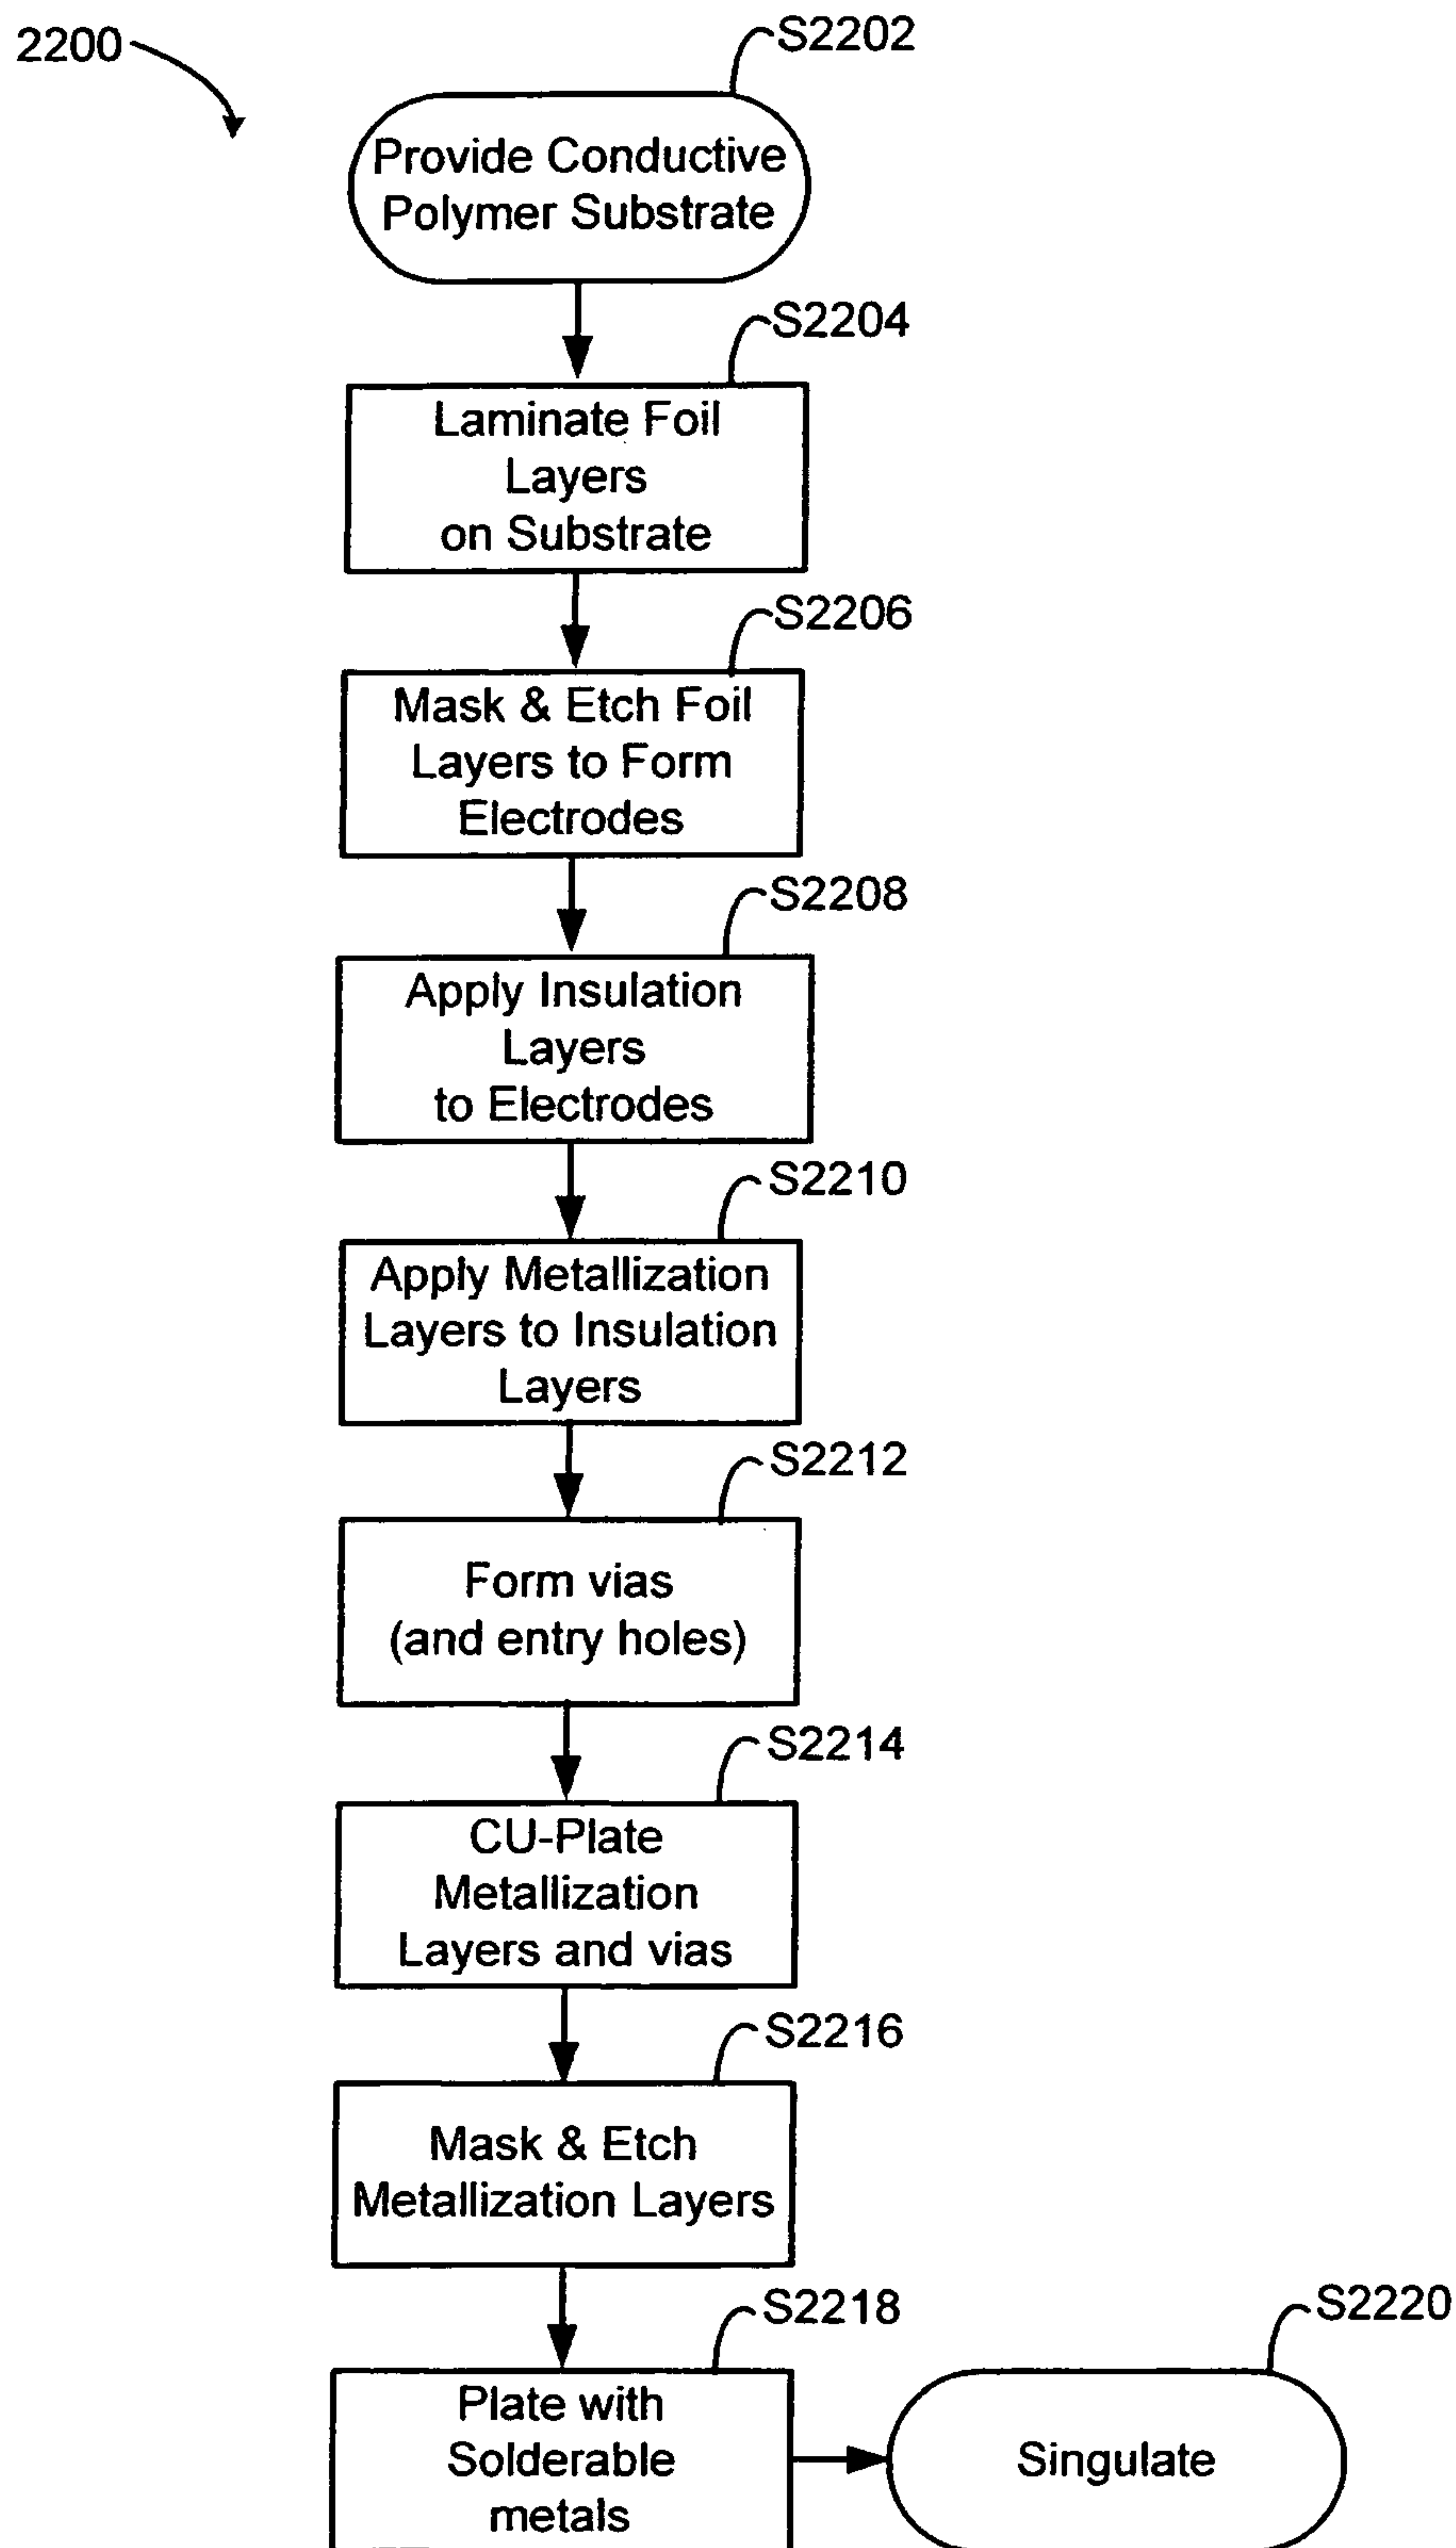 2200
S2202
Provide Conductive
Polymer Substrate
S2204
Laminate Foil
Layers
on Substrate
S2206
Mask & Etch Foil
Layers to Form
Electrodes
S2208
Apply Insulation
Layers
to Electrodes
S2210
Apply Metallization
Layers to Insulation
Layers
S2212
Form vias
(and entry holes)
S2214
CU-Plate
Metallization
Layers and vias
S2216
Mask & Etch
Metallization Layers
S2218
Plate with
Solderable
metals
S2220
Singulate